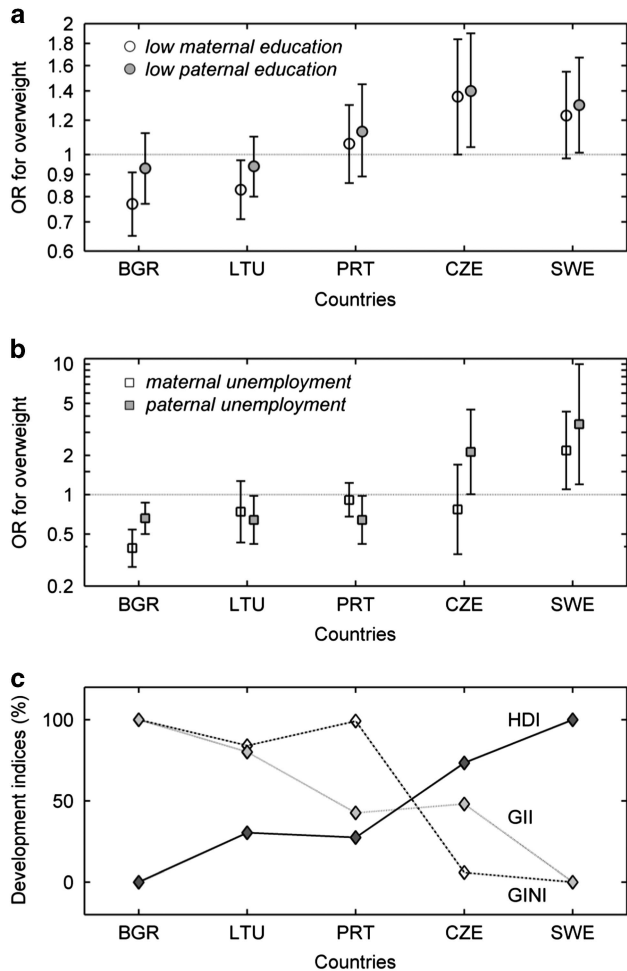 a
2
1.8
1.6
1.4
1.2
1
0.9
0.8
0.7
0.6
OR for overweight
low maternal education
low paternal education
BGR LTU PRT CZE SWE
Countries
b
10
5
2
1
0.5
0.2
OR for overweight
maternal unemployment
paternal unemployment
BGR LTU PRT CZE SWE
Countries
c
100
50
0
Development indices (%)
HDI
GII
GINI
BGR LTU PRT CZE SWE
Countries